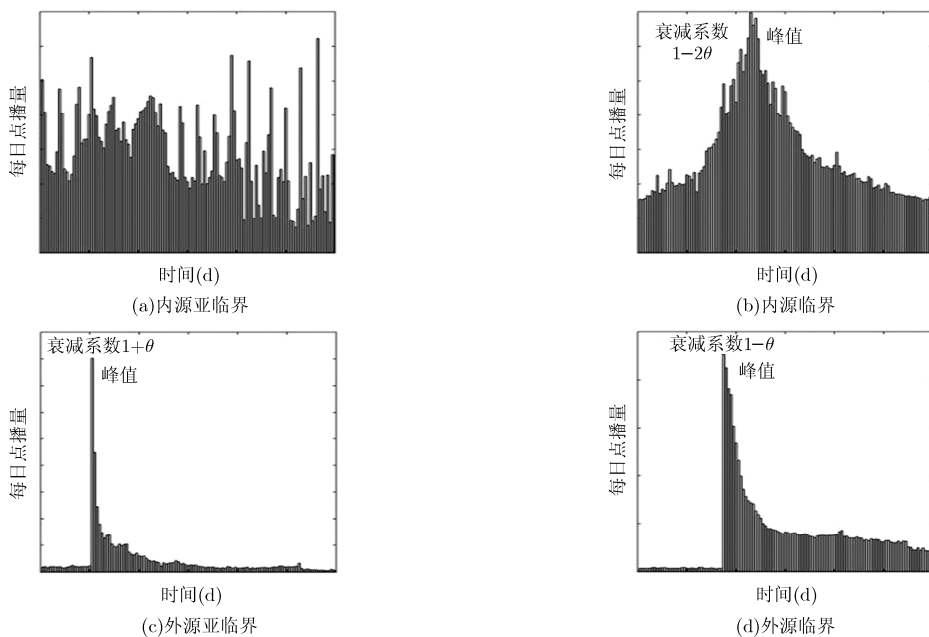 每日点播量
时间(d)
(a)内源亚临界
衰减系数
1−2θ
峰值
每日点播量
时间(d)
(b)内源临界
衰减系数1+θ
峰值
每日点播量
时间(d)
(c)外源亚临界
衰减系数1−θ
峰值
每日点播量
时间(d)
(d)外源临界